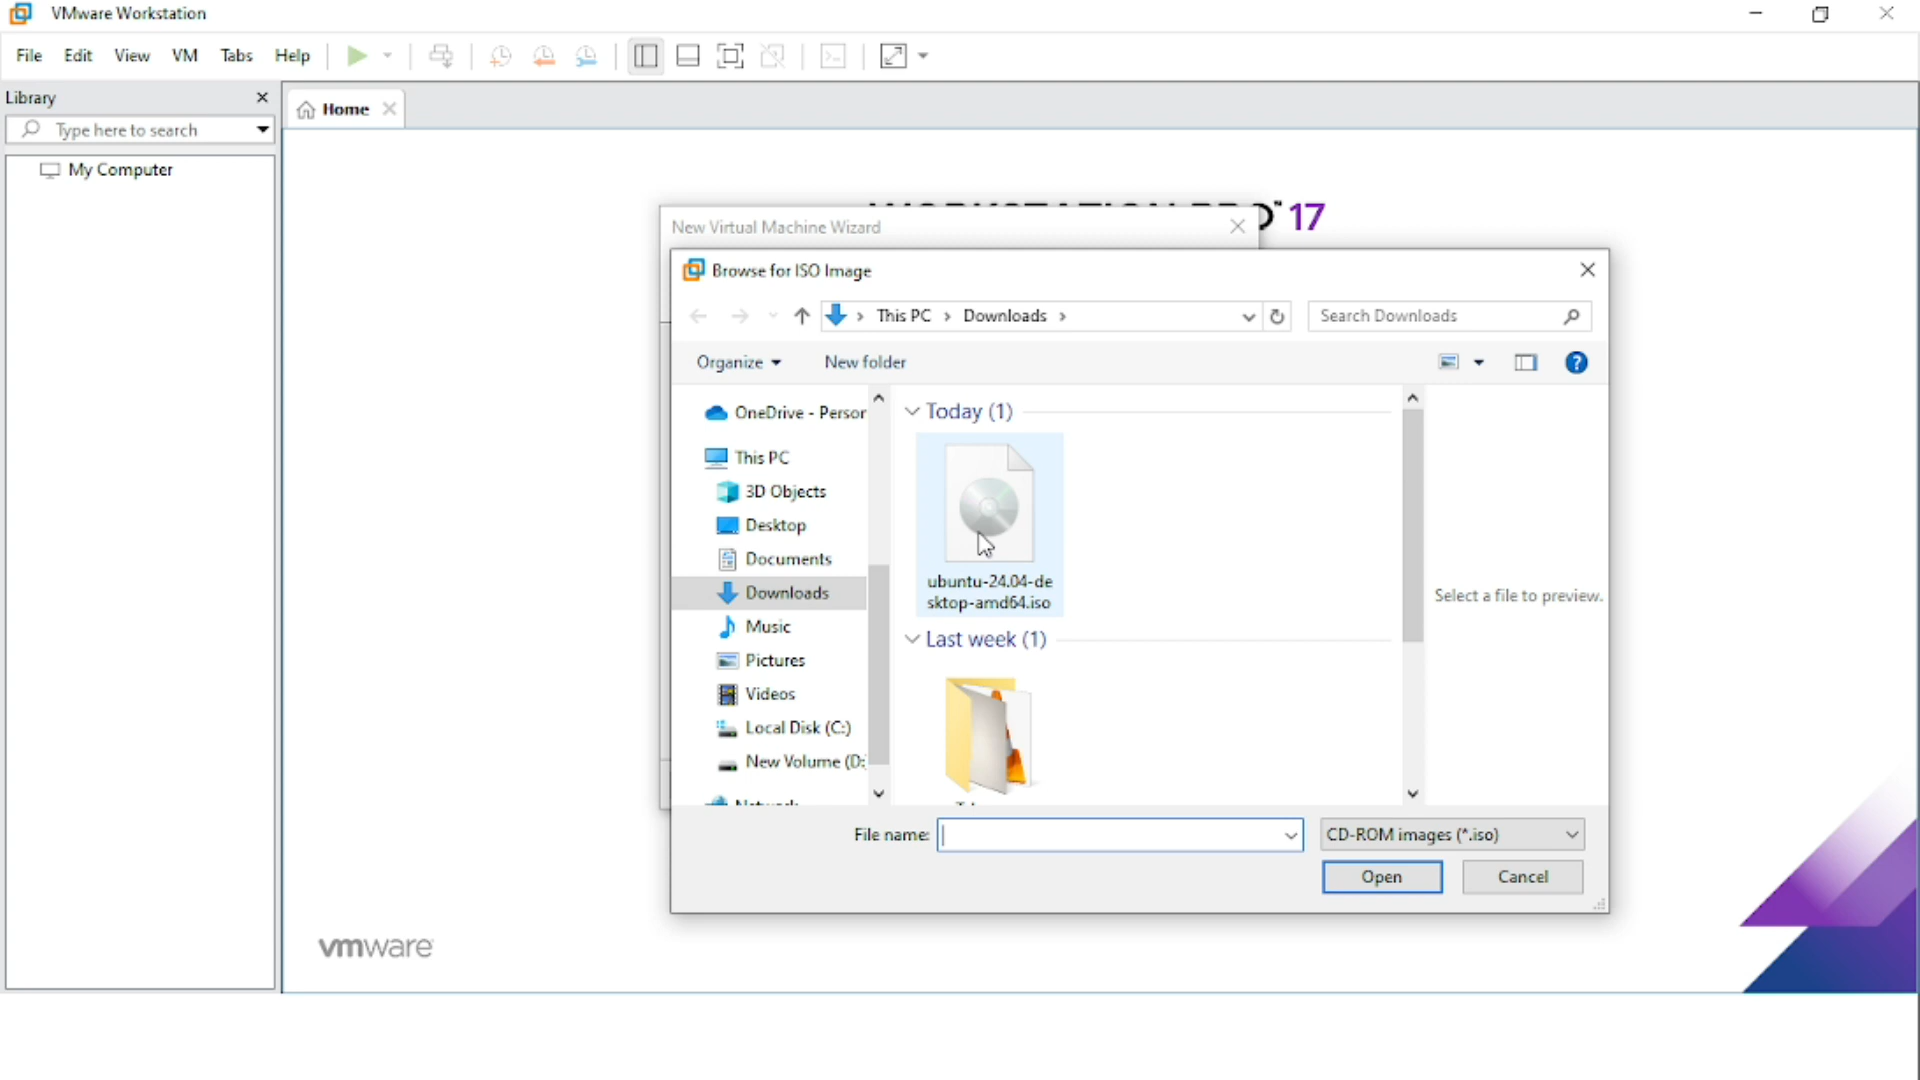 VMware Workstation
File Edit View VM Tabs Help
Library
Type here to search
My Computer
Home
17
New Virtual Machine Wizard
Browse for ISO Image
This PC › Downloads ›
Search Downloads
Organize New folder
OneDrive - Person
This PC
3D Objects
Desktop
Documents
Downloads
Music
Pictures
Videos
Local Disk (C:)
New Volume (D:
Today (1)
ubuntu-24.04-de
sktop-amd64.iso
Last week (1)
Select a file to preview.
File name:
CD-ROM images (*.iso)
Open Cancel
vmware